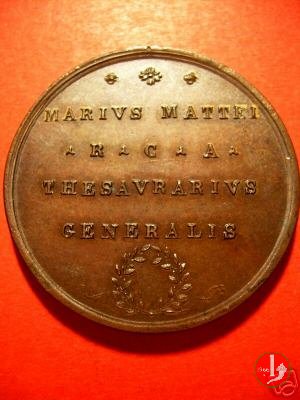 MARIVS MATTEI
R · C · A
THESAVRARIVS
GENERALIS